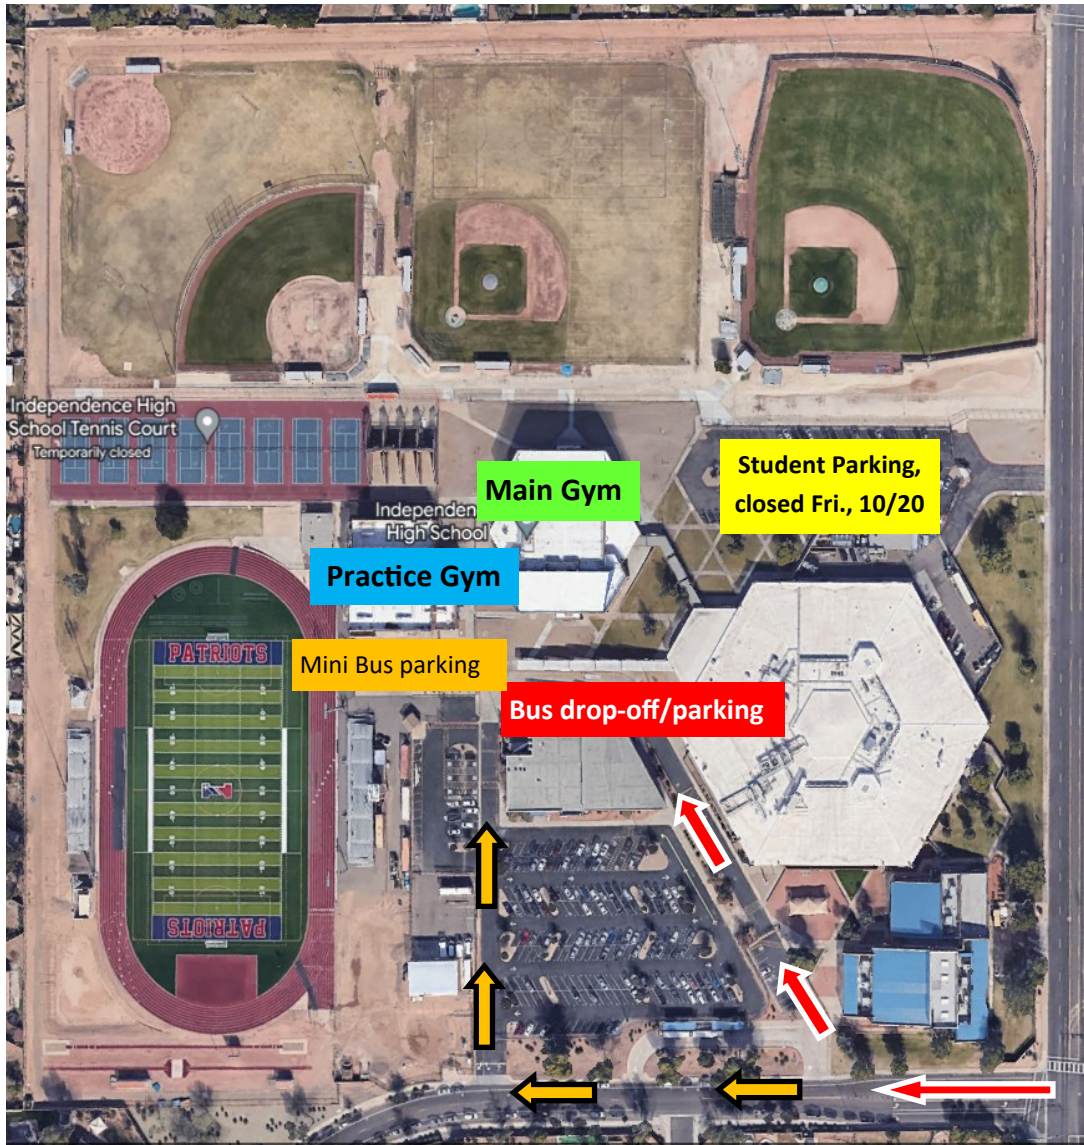 Independence High
School Tennis Court
Temporarily closed
Main Gym
Student Parking,
closed Fri., 10/20
High School
Practice Gym
PATRIOTS
Mini Bus parking
Bus drop-off/parking
PATRIOTS